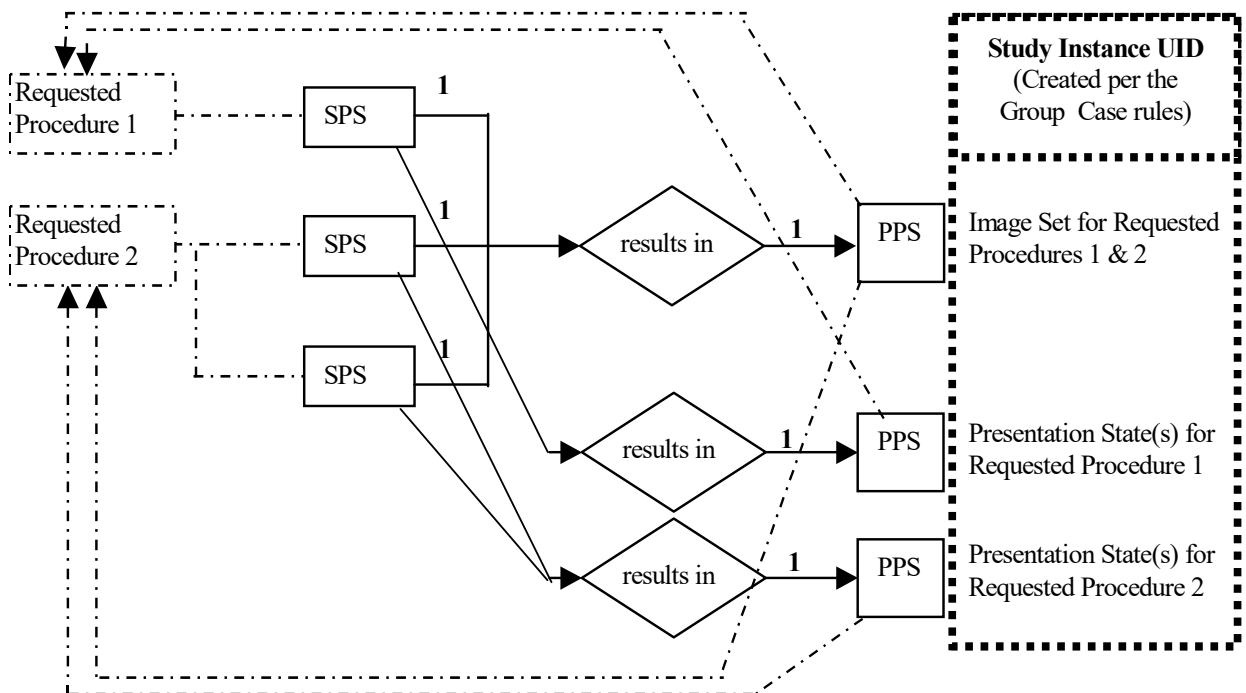 Requested
Procedure 1
SPS
1
Study Instance UID
(Created per the
Group Case rules)
Requested
Procedure 2
SPS
1
results in
1
PPS
Image Set for Requested
Procedures 1 & 2
SPS
1
results in
1
PPS
Presentation State(s) for
Requested Procedure 1
results in
1
PPS
Presentation State(s) for
Requested Procedure 2